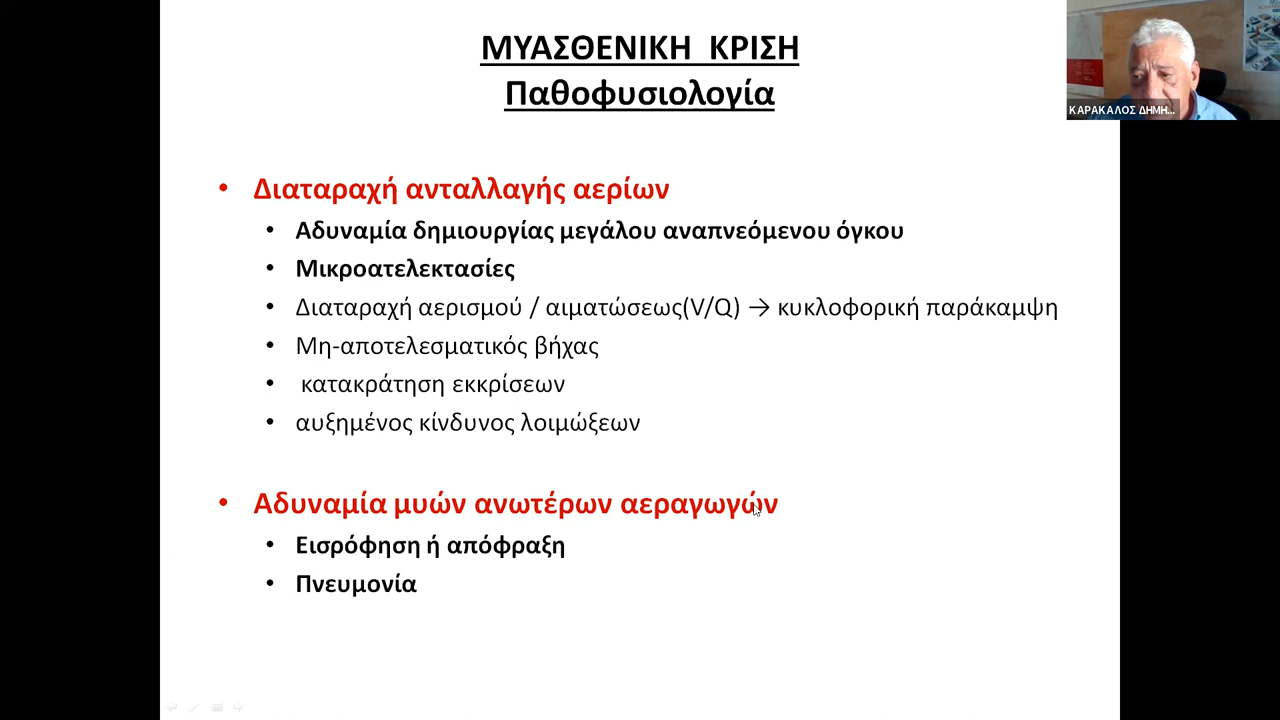 ΜΥΑΣΘΕΝΙΚΗ ΚΡΙΣΗ
Παθοφυσιολογία
ΚΑΡΑΚΑΛΟΣ ΔΗΜΗ...
• Διαταραχή ανταλλαγής αερίων
• Αδυναμία δημιουργίας μεγάλου αναπνεόμενου όγκου
• Μικροατελεκτασίες
• Διαταραχή αερισμού / αιματώσεως(V/Q) → κυκλοφορική παράκαμψη
• Μη-αποτελεσματικός βήχας
• κατακράτηση εκκρίσεων
• αυξημένος κίνδυνος λοιμώξεων
• Αδυναμία μυών ανωτέρων αεραγωγών
• Εισρόφηση ή απόφραξη
• Πνευμονία